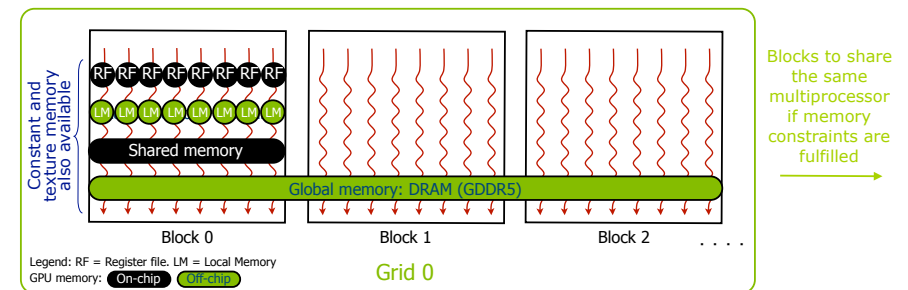 Constant and
texture memory
also available
RF RF RF RF RF RF RF RF
LM LM LM LM LM LM LM LM
Shared memory
Global memory: DRAM (GDDR5)
Block 0
Block 1
Block 2
. . . .
Legend: RF = Register file. LM = Local Memory
GPU memory: On-chip Off-chip
Grid 0
Blocks to share
the same
multiprocessor
if memory
constraints are
fulfilled